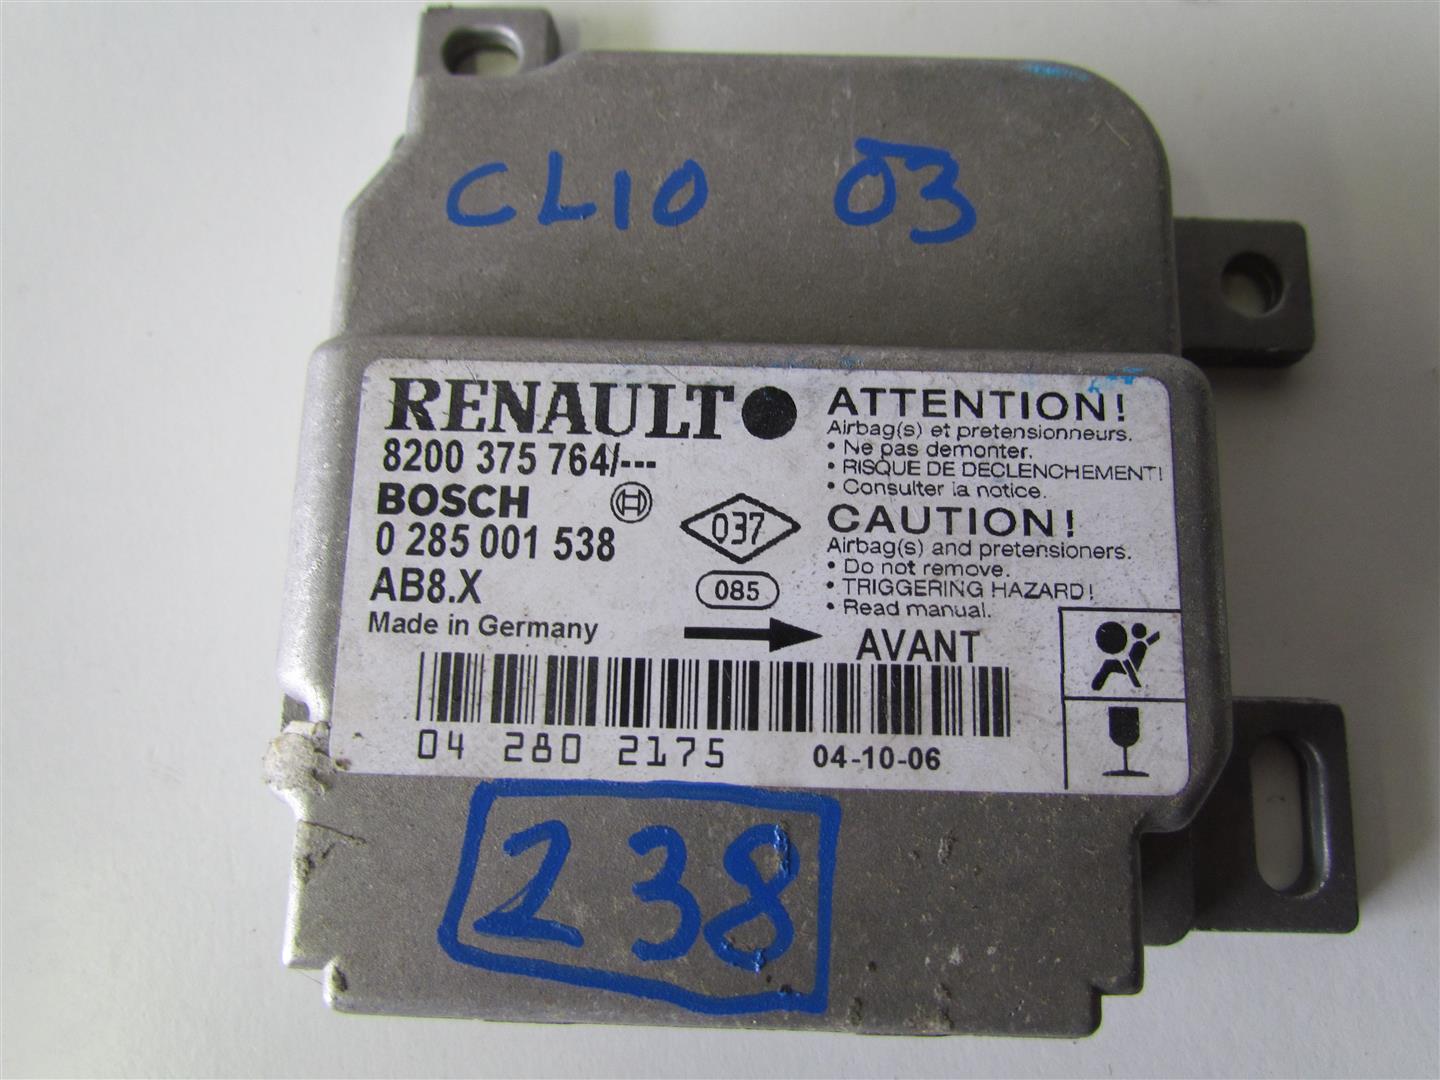 CLIO 03
RENAULT
8200 375 764/---
BOSCH
0 285 001 538
AB8.X
Made in Germany
037
085
ATTENTION!
Airbag(s) et pretensionneurs.
• Ne pas demonter.
• RISQUE DE DECLENCHEMENT!
• Consulter la notice.
CAUTION!
Airbag(s) and pretensioners.
• Do not remove.
• TRIGGERING HAZARD!
• Read manual.
AVANT
04 280 2175 04-10-06
238